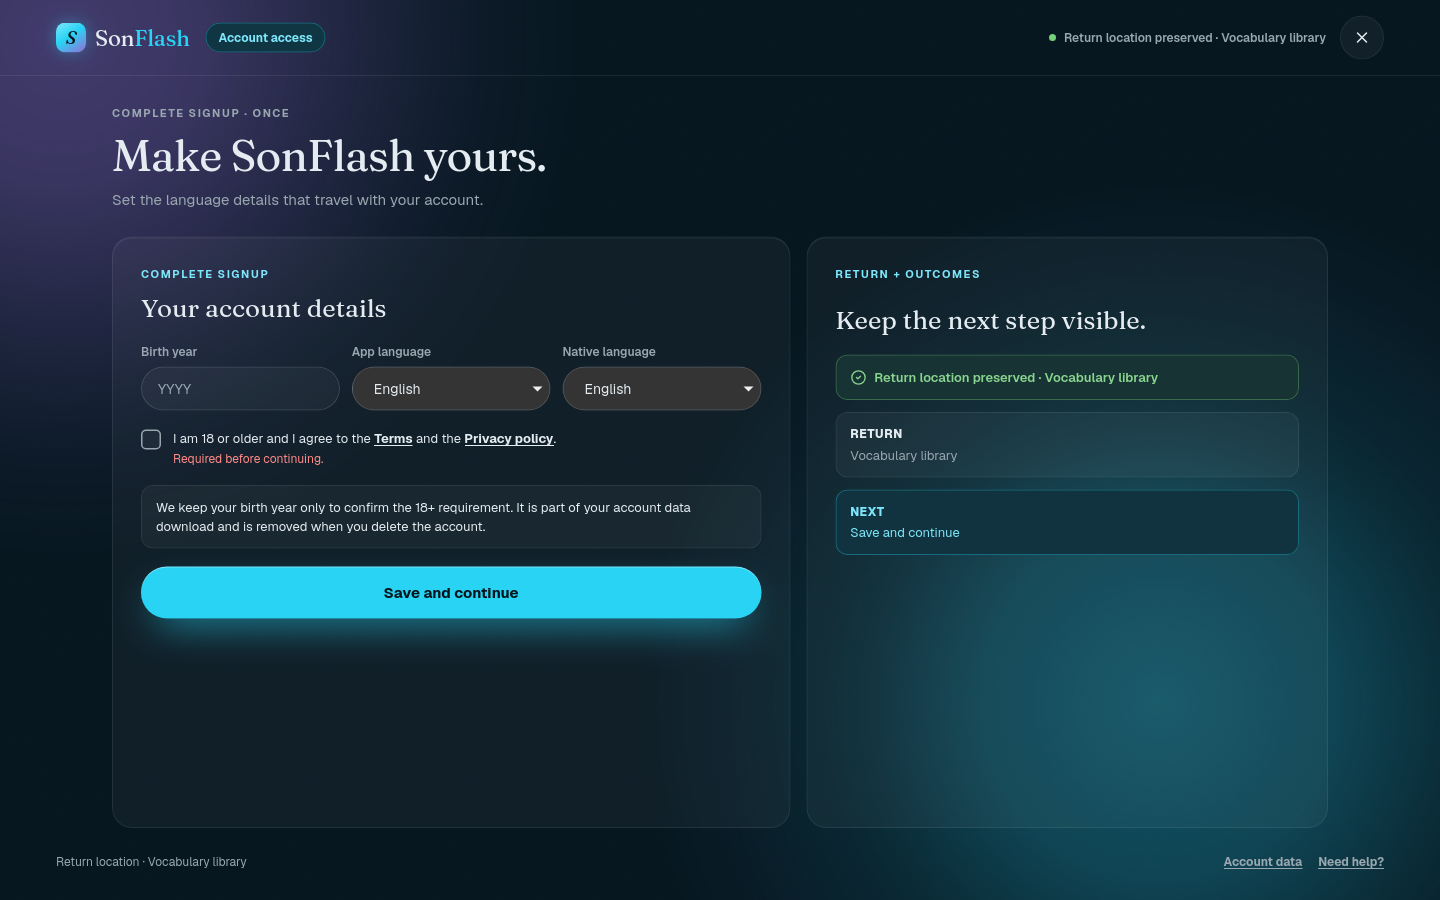 S SonFlash Account access
Return location preserved · Vocabulary library
COMPLETE SIGNUP · ONCE
Make SonFlash yours.
Set the language details that travel with your account.
COMPLETE SIGNUP
Your account details
Birth year App language Native language
YYYY English English
I am 18 or older and I agree to the Terms and the Privacy policy.
Required before continuing.
We keep your birth year only to confirm the 18+ requirement. It is part of your account data
download and is removed when you delete the account.
Save and continue
RETURN + OUTCOMES
Keep the next step visible.
Return location preserved · Vocabulary library
RETURN
Vocabulary library
NEXT
Save and continue
Return location · Vocabulary library
Account data Need help?